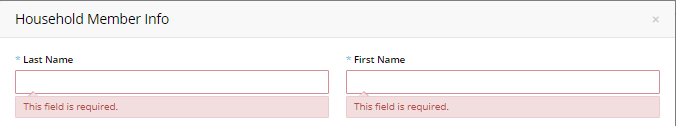 Household Member Info ×
* Last Name * First Name
This field is required. This field is required.